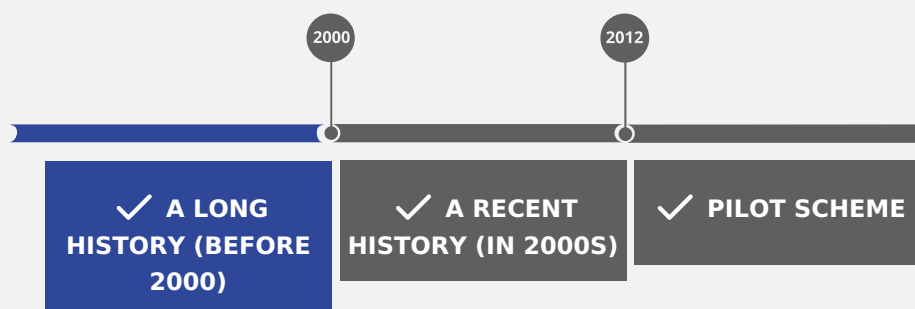 2000
2012
A LONG
HISTORY (BEFORE
2000)
A RECENT
HISTORY (IN 2000S)
PILOT SCHEME